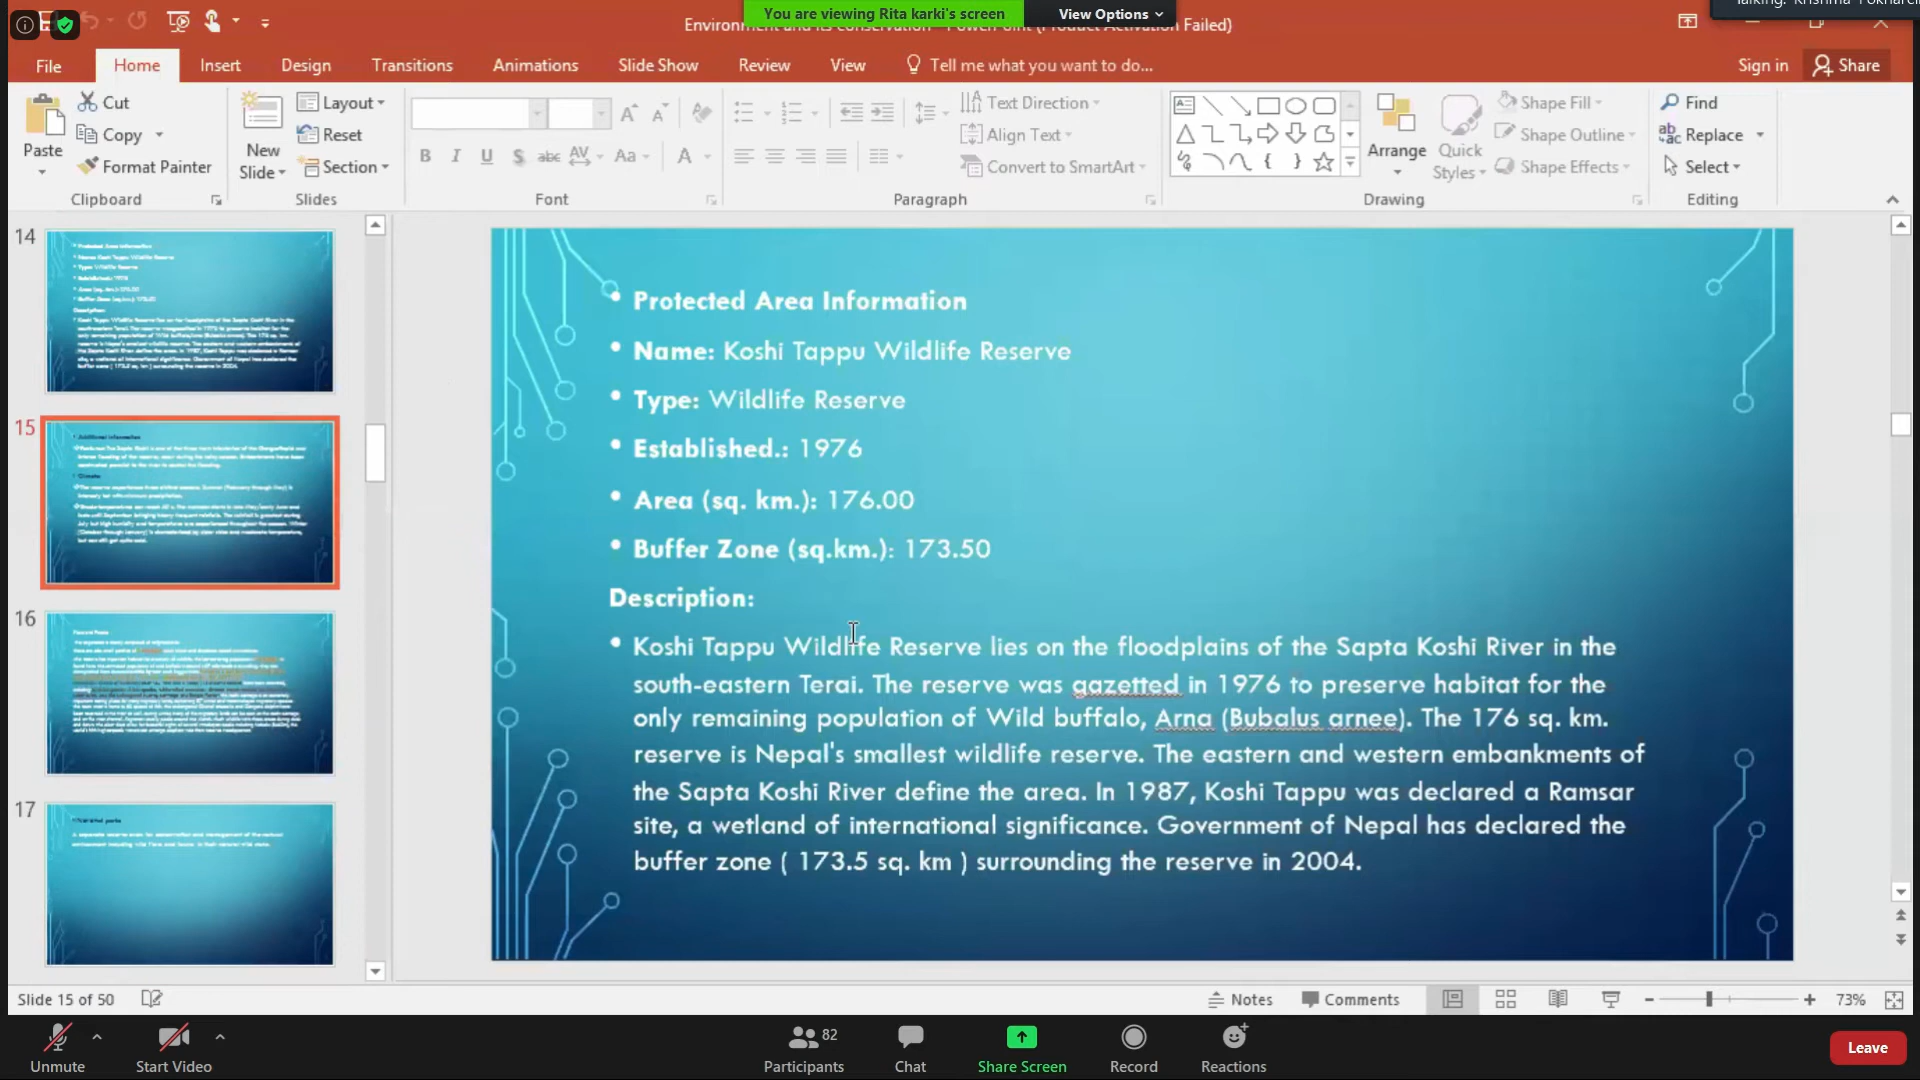 You are viewing Rita karki's screen
View Options
File
Home
Insert
Design
Transitions
Animations
Slide Show
Review
View
Tell me what you want to do...
Sign in
Share
Paste
Cut
Copy
Format Painter
Clipboard
New
Slide
Layout
Reset
Section
Slides
Font
Text Direction
Align Text
Convert to SmartArt
Paragraph
Arrange
Quick
Styles
Shape Fill
Shape Outline
Shape Effects
Drawing
Find
Replace
Select
Editing
14
15
16
17
• Protected Area Information
• Name: Koshi Tappu Wildlife Reserve
• Type: Wildlife Reserve
• Established.: 1976
• Area (sq. km.): 176.00
• Buffer Zone (sq.km.): 173.50
Description:
• Koshi Tappu Wildlife Reserve lies on the floodplains of the Sapta Koshi River in the
south-eastern Terai. The reserve was gazetted in 1976 to preserve habitat for the
only remaining population of Wild buffalo, Arna (Bubalus arnee). The 176 sq. km.
reserve is Nepal's smallest wildlife reserve. The eastern and western embankments of
the Sapta Koshi River define the area. In 1987, Koshi Tappu was declared a Ramsar
site, a wetland of international significance. Government of Nepal has declared the
buffer zone ( 173.5 sq. km ) surrounding the reserve in 2004.
Slide 15 of 50
Notes
Comments
73%
Unmute
Start Video
82
Participants
Chat
Share Screen
Record
Reactions
Leave